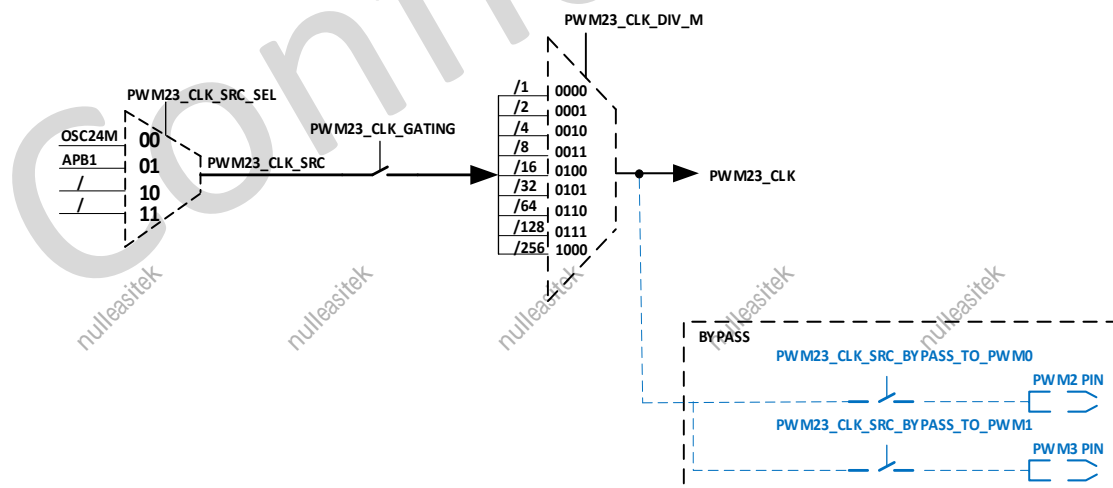 PWM23_CLK_DIV_M
PWM23_CLK_SRC_SEL
PWM23_CLK_GATING
OSC24M
00
APB1
01
/
10
/
11
PWM23_CLK_SRC
/1 0000
/2 0001
/4 0010
/8 0011
/16 0100
/32 0101
/64 0110
/128 0111
/256 1000
PWM23_CLK
nulleasitek
nulleasitek
nulleasitek
nulleasitek
nulleasitek
BYPASS
PWM23_CLK_SRC_BYPASS_TO_PWM0
PWM2 PIN
PWM23_CLK_SRC_BYPASS_TO_PWM1
PWM3 PIN